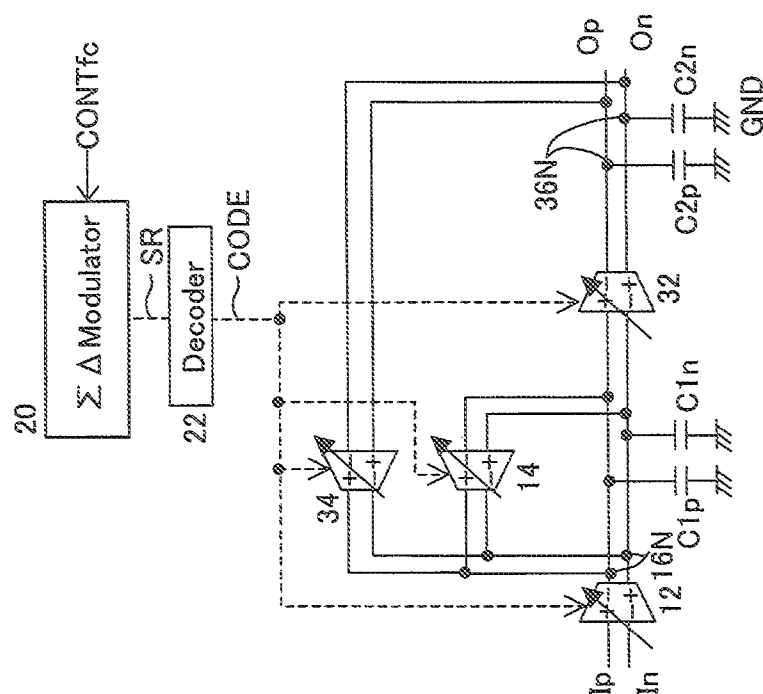 20
Σ Δ Modulator
CONTfc
SR
22
Decoder
CODE
34
14
Op
On
36N
C2p
C2n
GND
32
C1p
C1n
16N
12
Ip
In